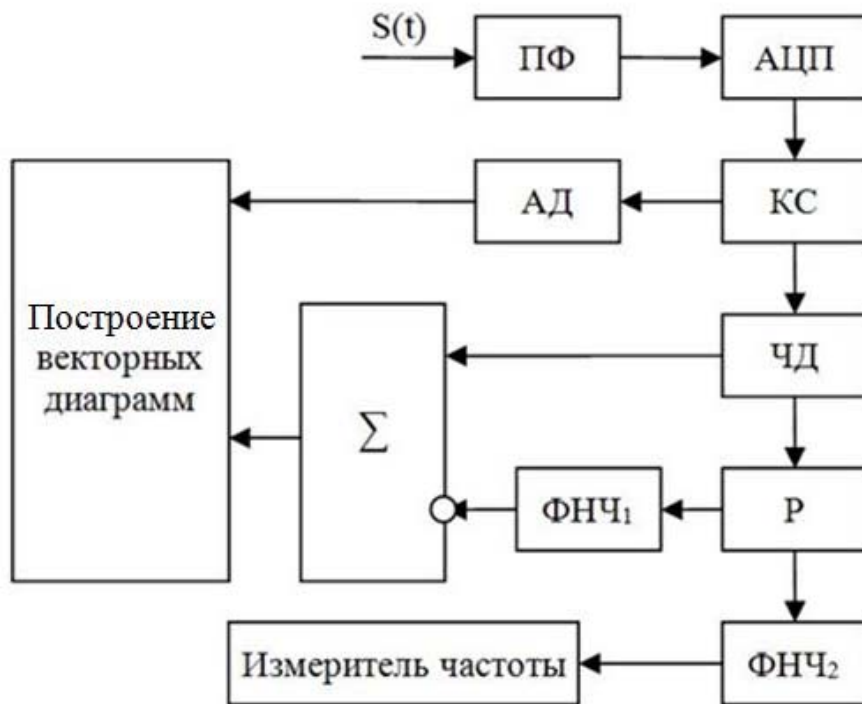 S(t)
ПФ
АЦП
АД
КС
Построение
векторных
диаграмм
ЧД
Σ
ФНЧ₁
Р
Измеритель частоты
ФНЧ₂